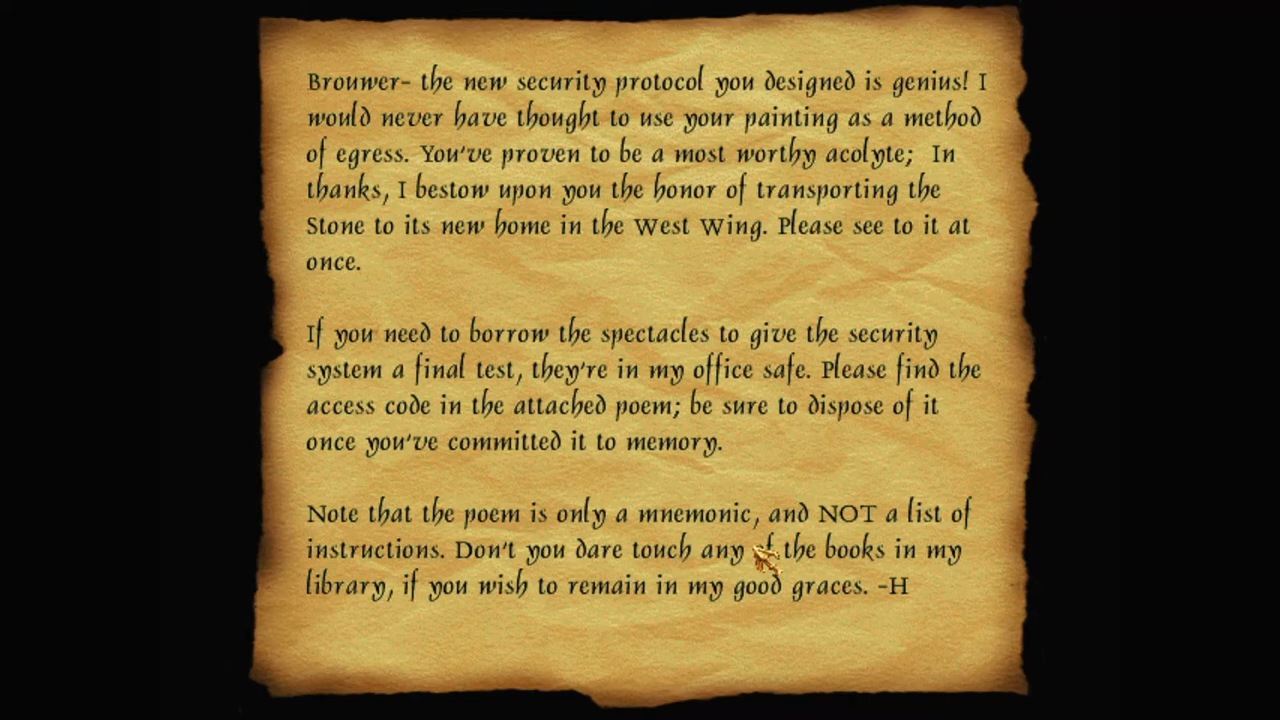 Brouwer- the new security protocol you designed is genius! I
would never have thought to use your painting as a method
of egress. You've proven to be a most worthy acolyte;  In
thanks, I bestow upon you the honor of transporting the
Stone to its new home in the West Wing. Please see to it at
once.
If you need to borrow the spectacles to give the security
system a final test, they're in my office safe. Please find the
access code in the attached poem; be sure to dispose of it
once you've committed it to memory.
Note that the poem is only a mnemonic, and NOT a list of
instructions. Don't you dare touch any of the books in my
library, if you wish to remain in my good graces. -H